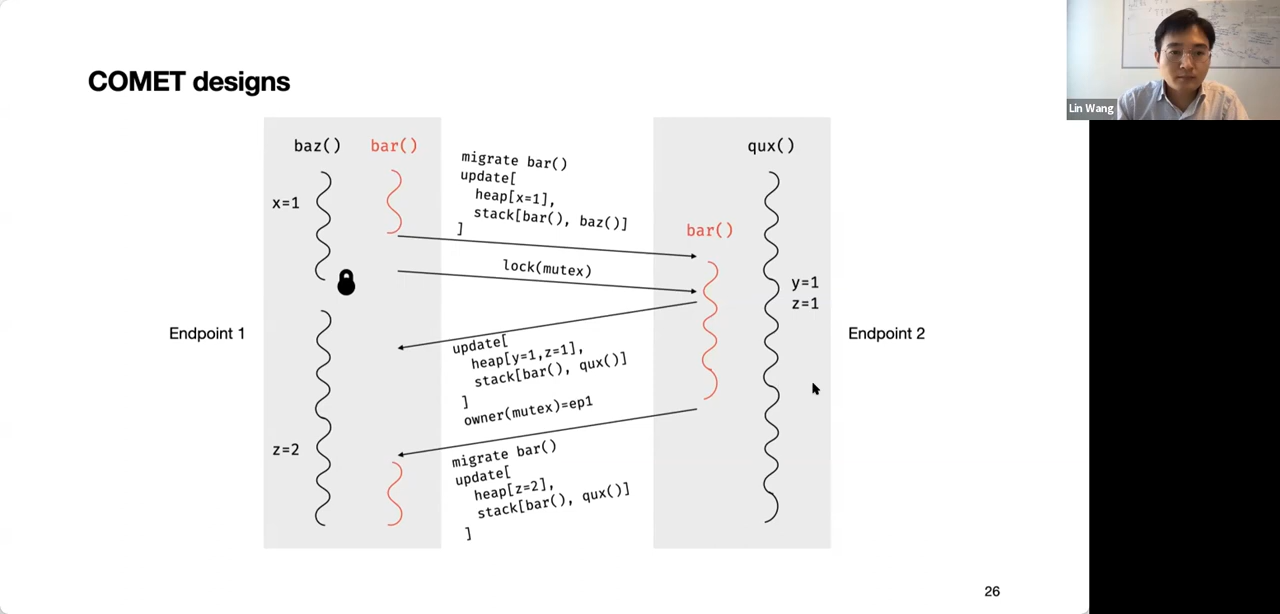 COMET designs
baz() bar()
x=1
migrate bar()
update[
heap[x=1],
stack[bar(), baz()]
]
lock(mutex)
qux()
bar()
y=1
z=1
Endpoint 1
Endpoint 2
update[
heap[y=1,z=1],
stack[bar(), qux()]
]
owner(mutex)=ep1
z=2
migrate bar()
update[
heap[z=2],
stack[bar(), qux()]
]
26
Lin Wang